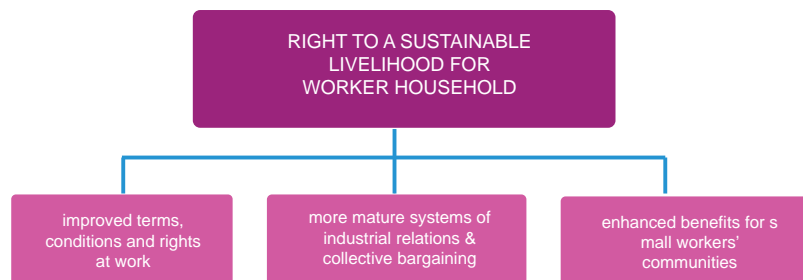 RIGHT TO A SUSTAINABLE
LIVELIHOOD FOR
WORKER HOUSEHOLD
improved terms,
conditions and rights
at work
more mature systems of
industrial relations &
collective bargaining
enhanced benefits for s
mall workers'
communities